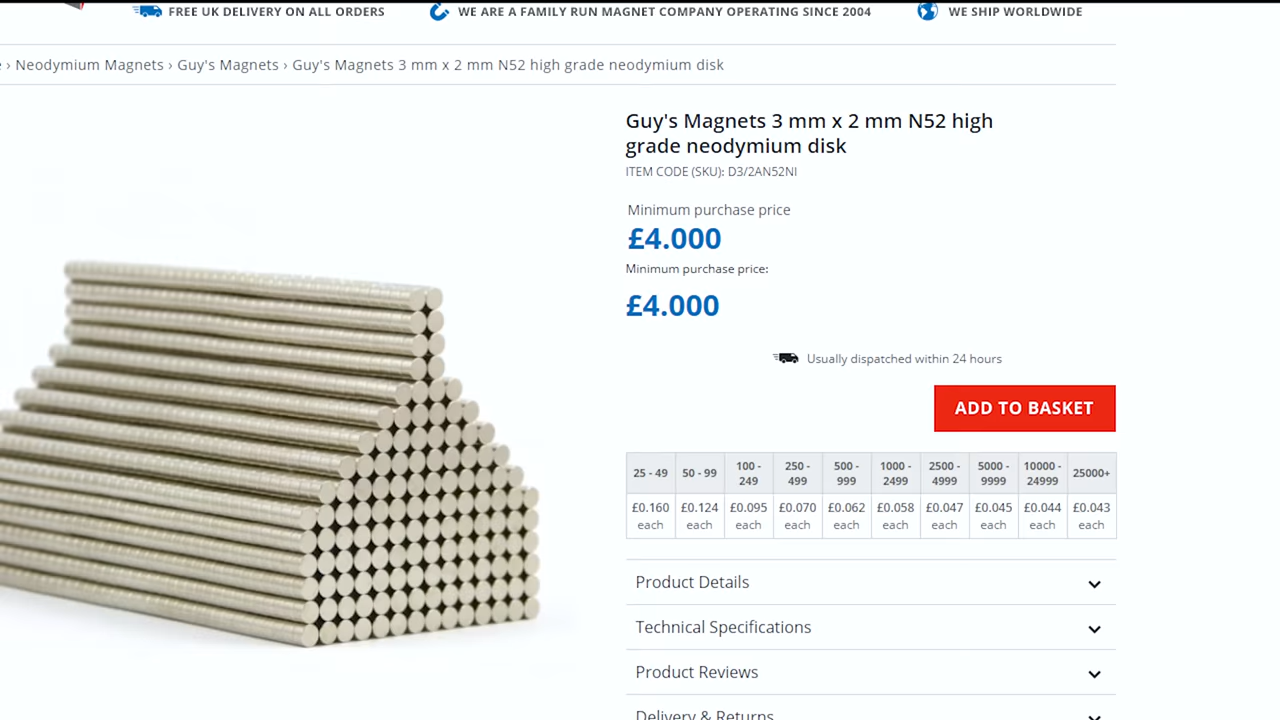 FREE UK DELIVERY ON ALL ORDERS
WE ARE A FAMILY RUN MAGNET COMPANY OPERATING SINCE 2004
WE SHIP WORLDWIDE
› Neodymium Magnets › Guy's Magnets › Guy's Magnets 3 mm x 2 mm N52 high grade neodymium disk
Guy's Magnets 3 mm x 2 mm N52 high
grade neodymium disk
ITEM CODE (SKU): D3/2AN52NI
Minimum purchase price
£4.000
Minimum purchase price:
£4.000
Usually dispatched within 24 hours
ADD TO BASKET
25 - 49 50 - 99 100 - 249 250 - 499 500 - 999 1000 - 2499 2500 - 4999 5000 - 9999 10000 - 24999 25000+
£0.160 £0.124 £0.095 £0.070 £0.062 £0.058 £0.047 £0.045 £0.044 £0.043
each each each each each each each each each each
Product Details
Technical Specifications
Product Reviews
Delivery & Returns